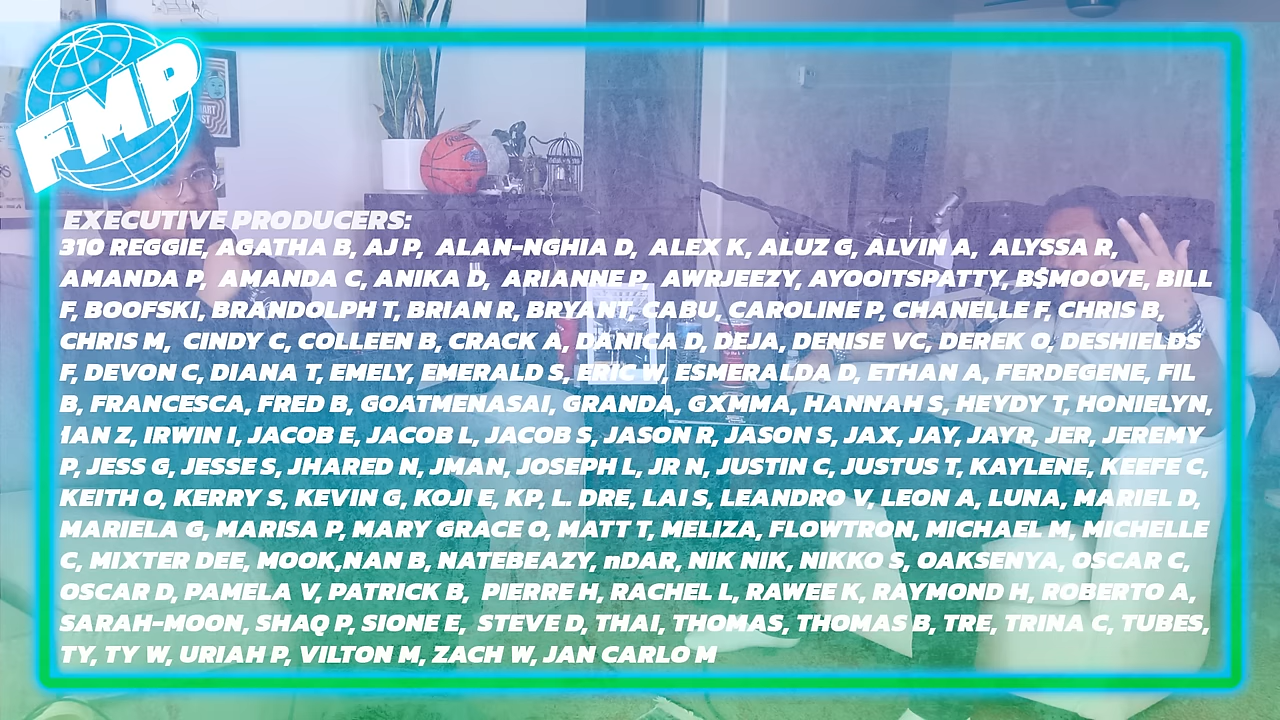 FMP
EXECUTIVE PRODUCERS:
310 REGGIE, AGATHA B, AJ P, ALAN-NGHIA D, ALEX K, ALUZ G, ALVIN A, ALYSSA R,
AMANDA P, AMANDA C, ANIKA D, ARIANNE P, AWRJEEZY, AYOOITSPATTY, B$MOOVE, BILL
F, BOOFSKI, BRANDOLPH T, BRIAN R, BRYANT, CABU, CAROLINE P, CHANELLE F, CHRIS B,
CHRIS M, CINDY C, COLLEEN B, CRACK A, DANICA D, DEJA, DENISE VC, DEREK O, DESHIELDS
F, DEVON C, DIANA T, EMELY, EMERALD S, ERIC W, ESMERALDA D, ETHAN A, FERDEGENE, FIL
B, FRANCESCA, FRED B, GOATMENASAI, GRANDA, GXMMA, HANNAH S, HEYDY T, HONIELYN,
IAN Z, IRWIN I, JACOB E, JACOB L, JACOB S, JASON R, JASON S, JAX, JAY, JAYR, JER, JEREMY
P, JESS G, JESSE S, JHARED N, JMAN, JOSEPH L, JR N, JUSTIN C, JUSTUS T, KAYLENE, KEEFE C,
KEITH O, KERRY S, KEVIN G, KOJI E, KP, L. DRE, LAI S, LEANDRO V, LEON A, LUNA, MARIEL D,
MARIELA G, MARISA P, MARY GRACE O, MATT T, MELIZA, FLOWTRON, MICHAEL M, MICHELLE
C, MIXTER DEE, MOOK,NAN B, NATEBEAZY, nDAR, NIK NIK, NIKKO S, OAKSENYA, OSCAR C,
OSCAR D, PAMELA V, PATRICK B, PIERRE H, RACHEL L, RAWEE K, RAYMOND H, ROBERTO A,
SARAH-MOON, SHAQ P, SIONE E, STEVE D, THAI, THOMAS, THOMAS B, TRE, TRINA C, TUBES,
TY, TY W, URIAH P, VILTON M, ZACH W, JAN CARLO M